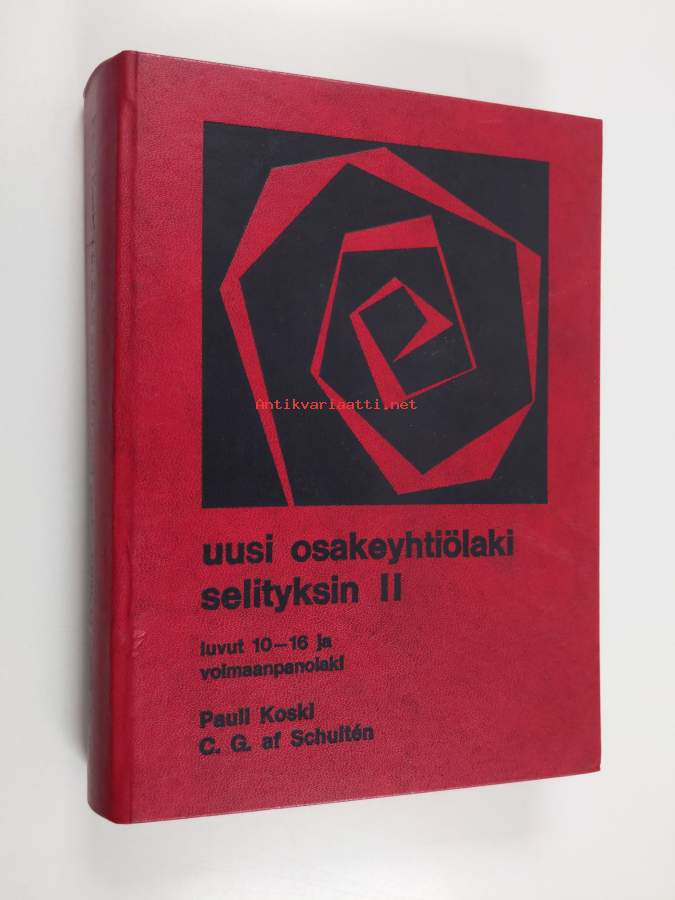 Antikvariaatti.net
uusi osakeyhtiölaki
selityksin II
luvut 10—16 ja
voimaanpanolaki
Pauli Koski
C. G. af Schultén